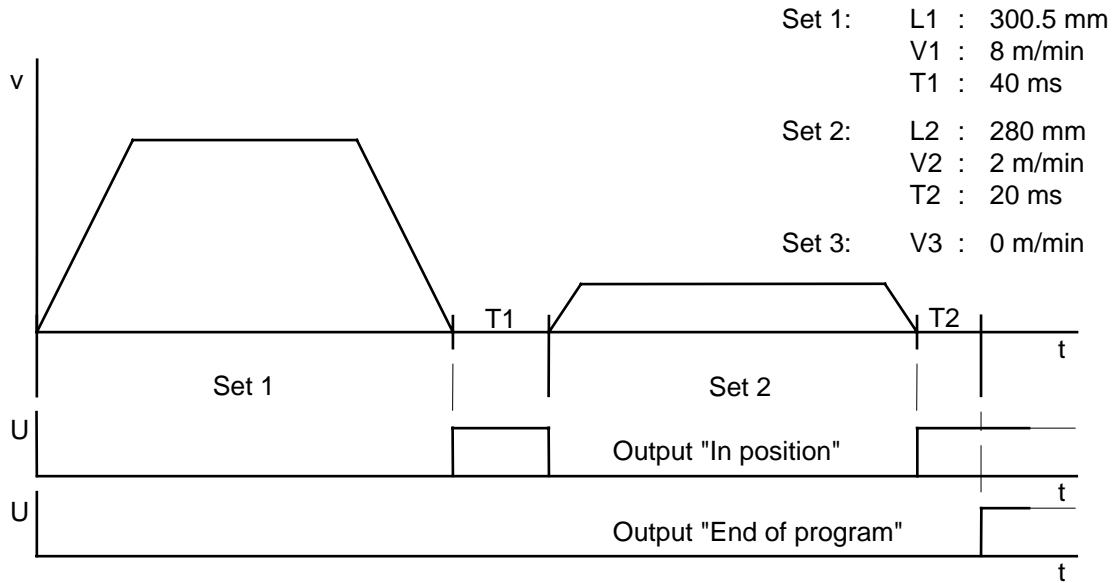 Set 1: L1 : 300.5 mm
V1 : 8 m/min
T1 : 40 ms
Set 2: L2 : 280 mm
V2 : 2 m/min
T2 : 20 ms
Set 3: V3 : 0 m/min
v
T1
T2
t
Set 1
Set 2
U
Output "In position"
t
U
Output "End of program"
t